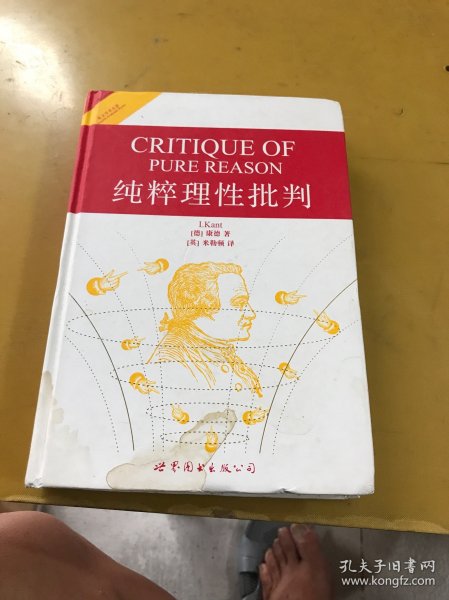 CRITIQUE OF
PURE REASON
纯粹理性批判
I.Kant
[德] 康德 著
[英] 米勒顿 译
世界图书出版公司
孔夫子旧书网
www.kongfz.com